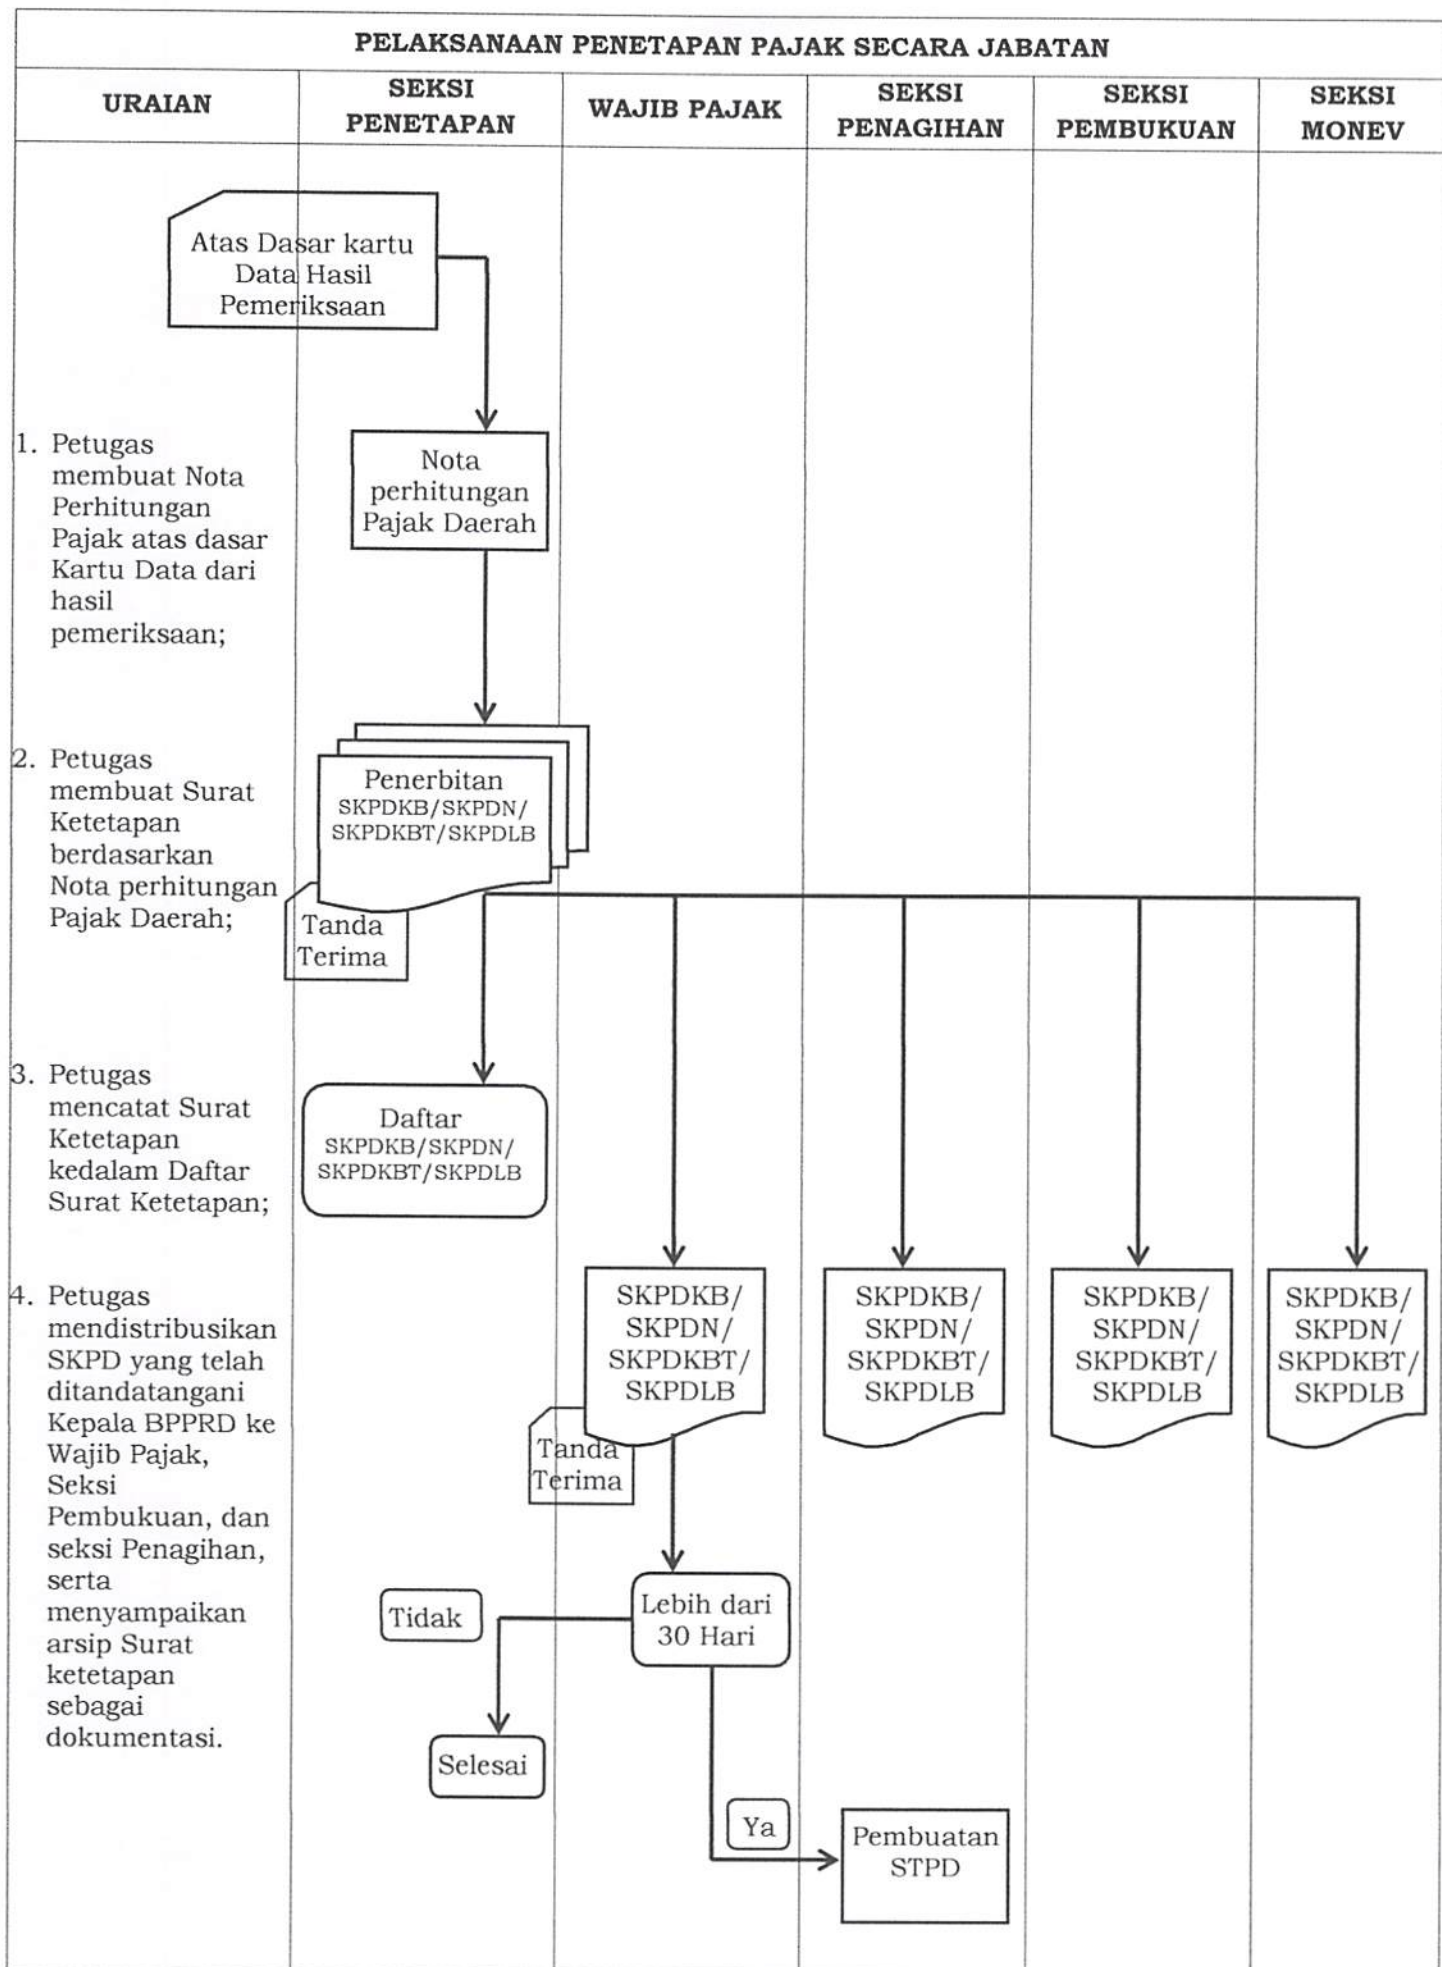 PELAKSANAAN PENETAPAN PAJAK SECARA JABATAN
URAIAN
SEKSI
PENETAPAN
WAJIB PAJAK
SEKSI
PENAGIHAN
SEKSI
PEMBUKUAN
SEKSI
MONEV
Atas Dasar kartu
Data Hasil
Pemeriksaan
1. Petugas
membuat Nota
Perhitungan
Pajak atas dasar
Kartu Data dari
hasil
pemeriksaan;
Nota
perhitungan
Pajak Daerah
2. Petugas
membuat Surat
Ketetapan
berdasarkan
Nota perhitungan
Pajak Daerah;
Penerbitan
SKPDKB/SKPDN/
SKPDKBT/SKPDLB
Tanda
Terima
3. Petugas
mencatat Surat
Ketetapan
kedalam Daftar
Surat Ketetapan;
Daftar
SKPDKB/SKPDN/
SKPDKBT/SKPDLB
4. Petugas
mendistribusikan
SKPD yang telah
ditandatangani
Kepala BPPRD ke
Wajib Pajak,
Seksi
Pembukuan, dan
seksi Penagihan,
serta
menyampaikan
arsip Surat
ketetapan
sebagai
dokumentasi.
SKPDKB/
SKPDN/
SKPDKBT/
SKPDLB
Tanda
Terima
SKPDKB/
SKPDN/
SKPDKBT/
SKPDLB
SKPDKB/
SKPDN/
SKPDKBT/
SKPDLB
SKPDKB/
SKPDN/
SKPDKBT/
SKPDLB
Lebih dari
30 Hari
Tidak
Selesai
Ya
Pembuatan
STPD